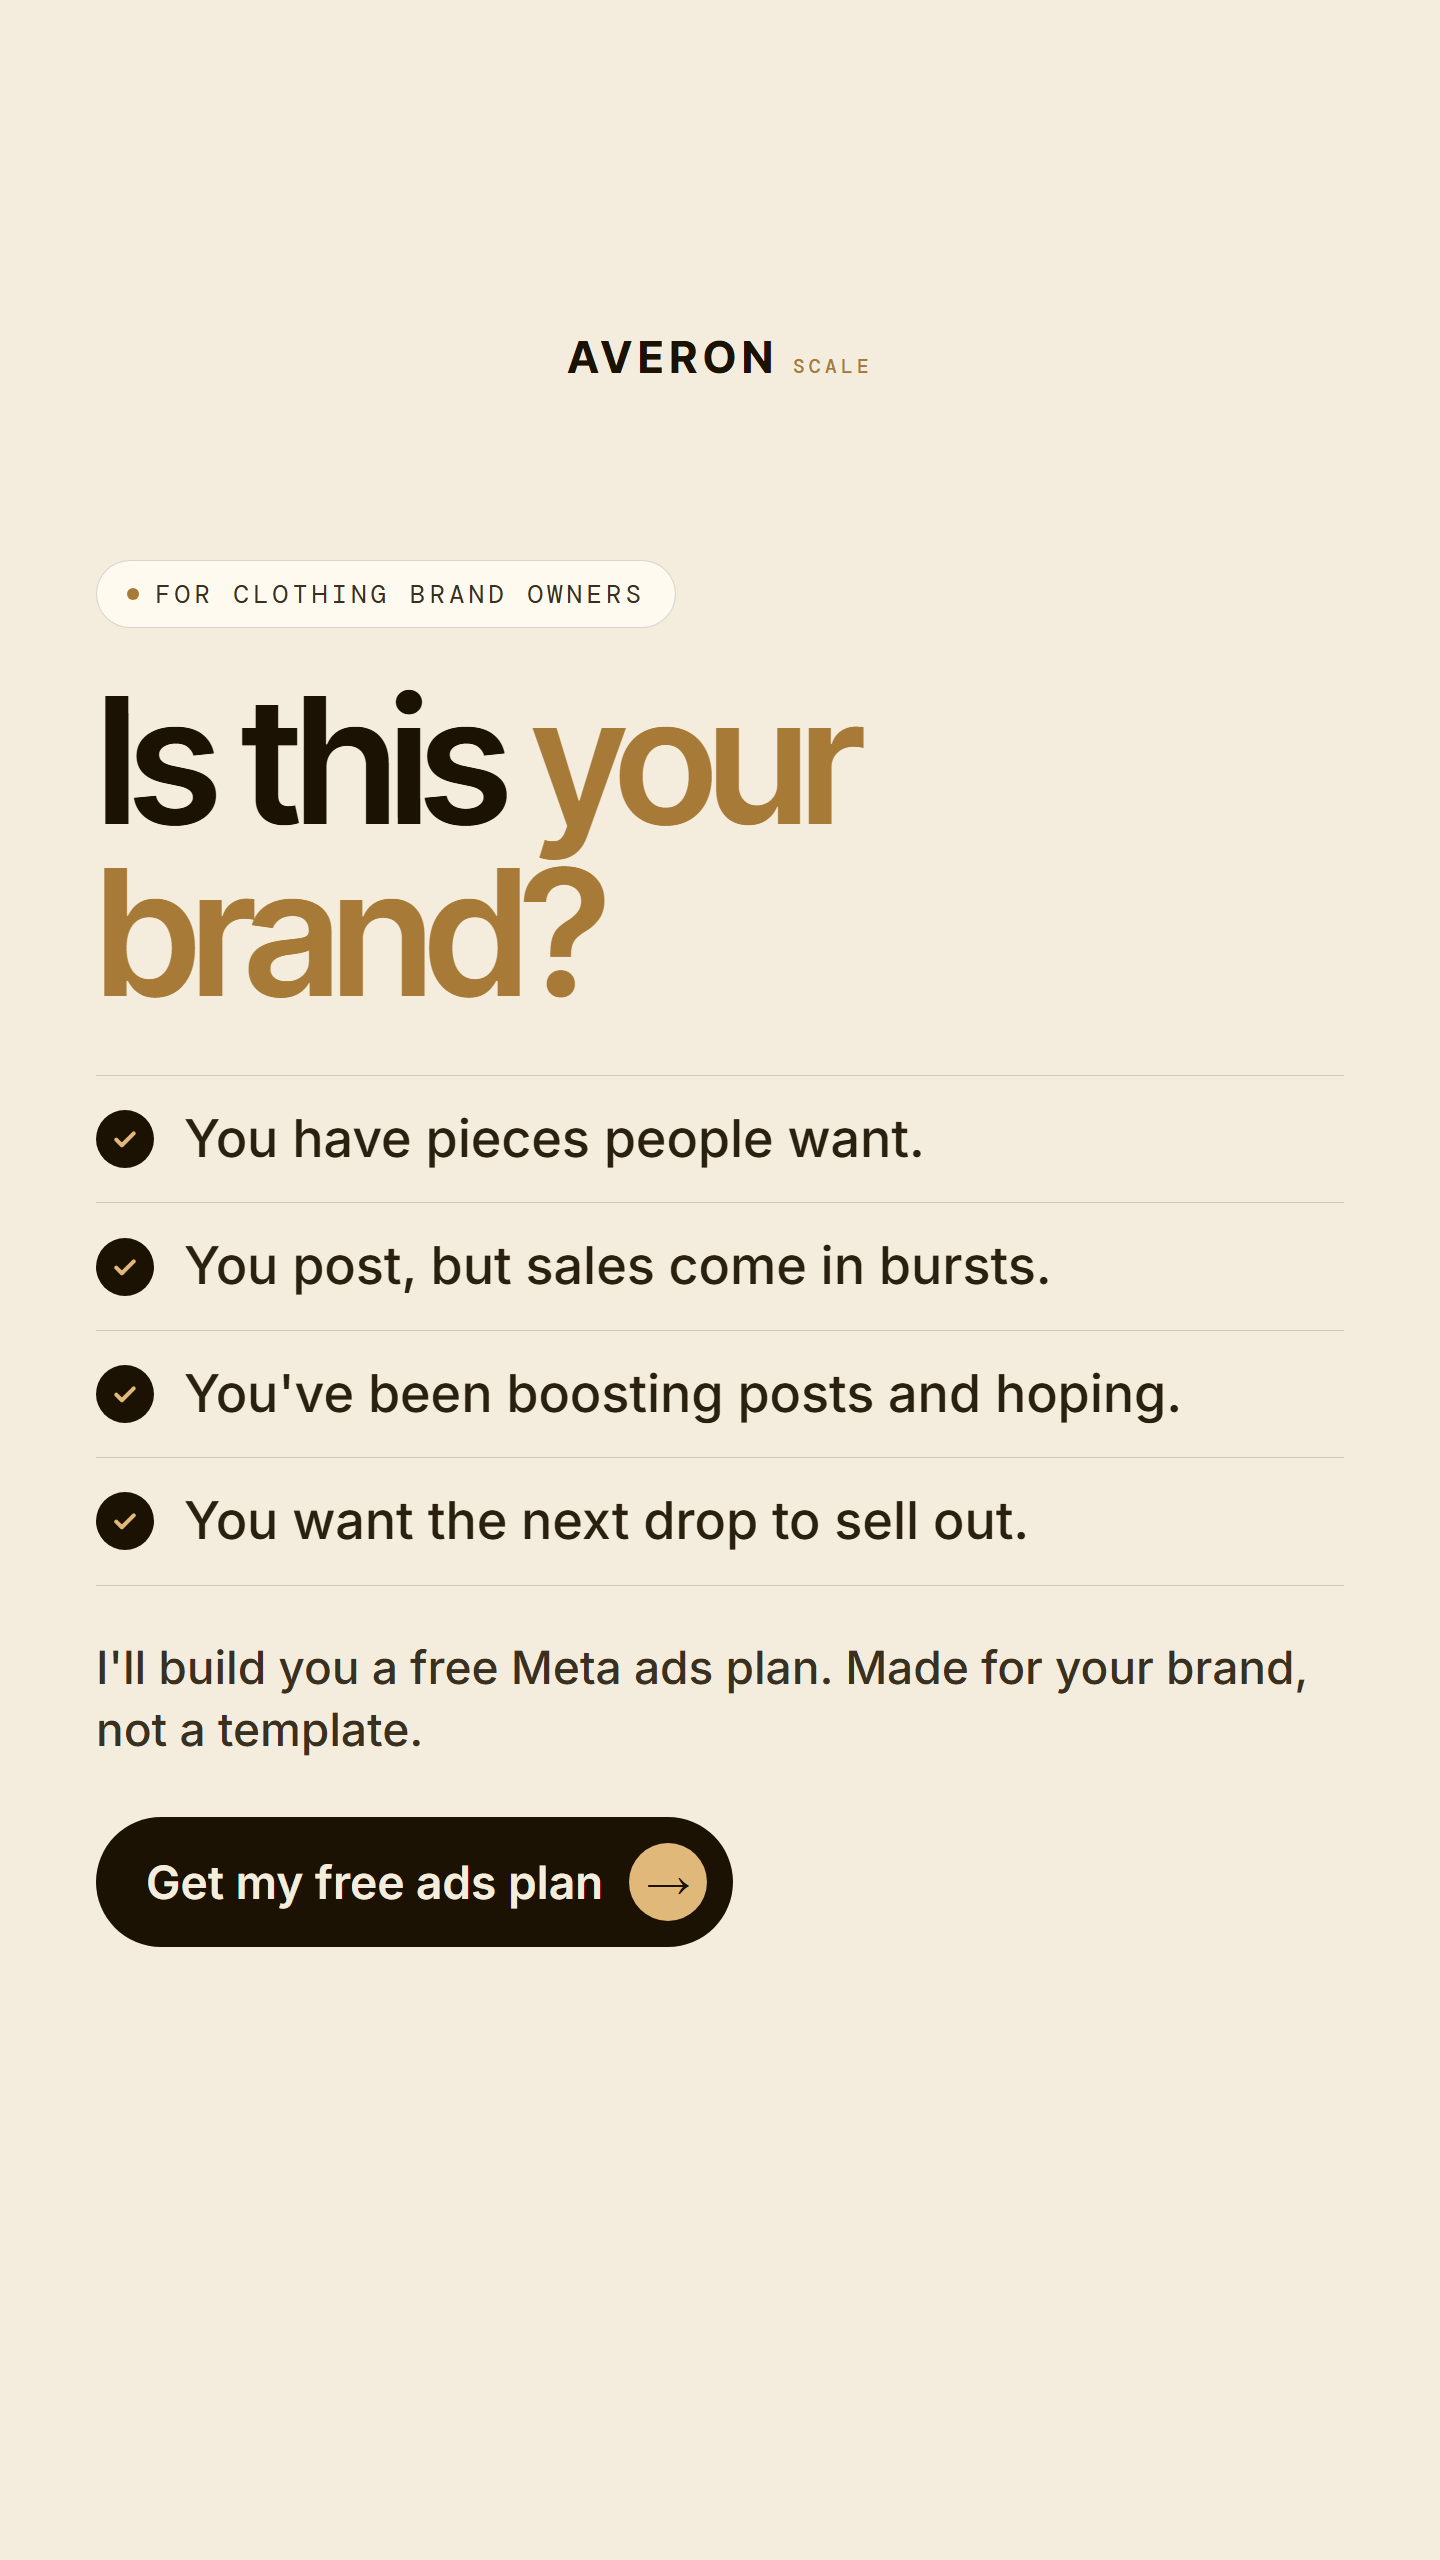 AVERON SCALE
FOR CLOTHING BRAND OWNERS
Is this your
brand?
You have pieces people want.
You post, but sales come in bursts.
You've been boosting posts and hoping.
You want the next drop to sell out.
I'll build you a free Meta ads plan. Made for your brand,
not a template.
Get my free ads plan →